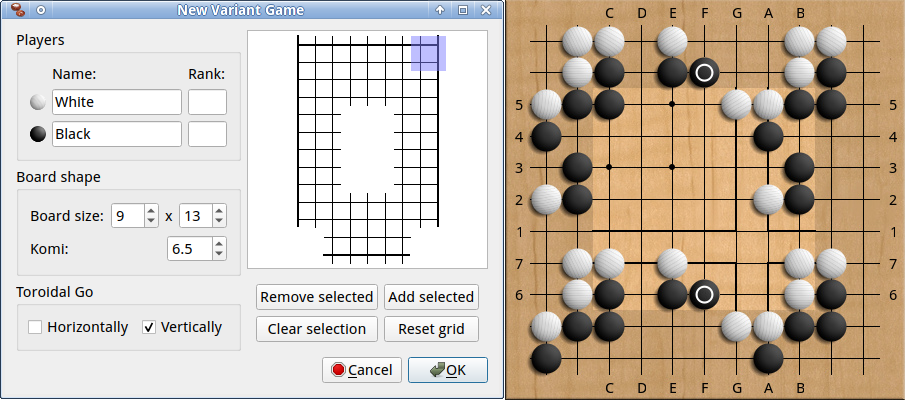 New Variant Game
Players
Name: Rank:
White
Black
Board shape
Board size: 9 x 13
Komi: 6.5
Toroidal Go
Horizontally Vertically
Remove selected Add selected
Clear selection Reset grid
Cancel OK
C D E F G A B
5 5
4 4
3 3
2 2
1 1
7 7
6 6
C D E F G A B